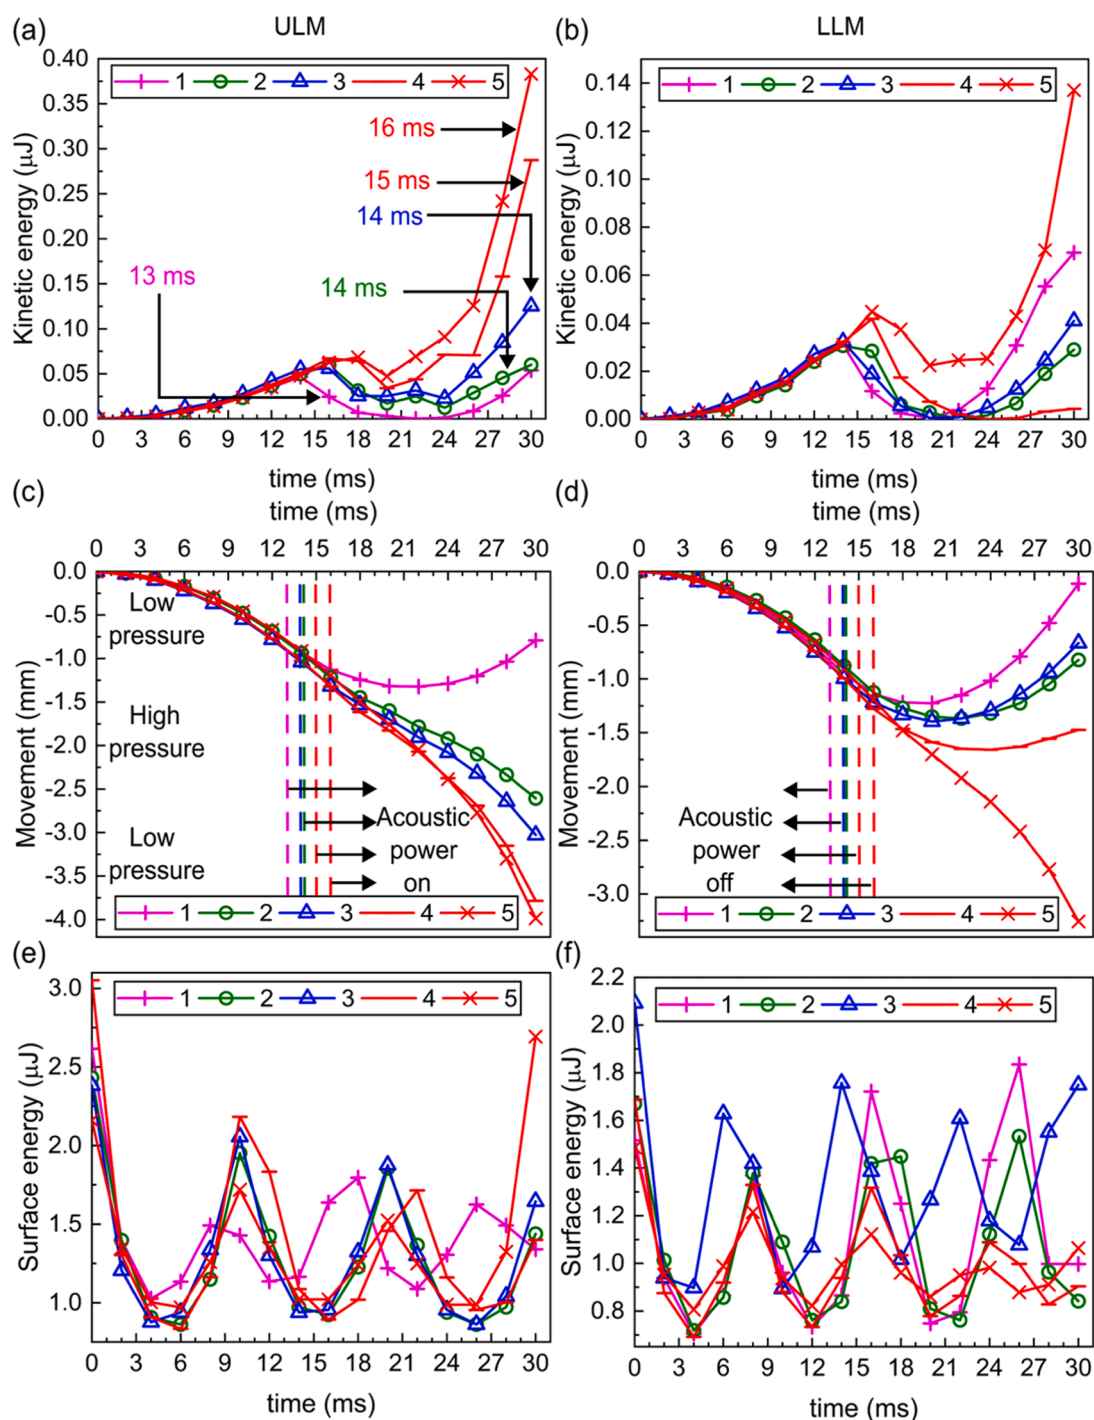 (a) ULM
0.40
0.35
0.30
0.25
0.20
0.15
0.10
0.05
0.00
Kinetic energy (μJ)
1 2 3 4 5
16 ms
15 ms
14 ms
13 ms
14 ms
0 3 6 9 12 15 18 21 24 27 30
time (ms)
(b) LLM
0.14
0.12
0.10
0.08
0.06
0.04
0.02
0.00
Kinetic energy (μJ)
1 2 3 4 5
0 3 6 9 12 15 18 21 24 27 30
time (ms)
(c)
time (ms)
0 3 6 9 12 15 18 21 24 27 30
0.0
-0.5
-1.0
-1.5
-2.0
-2.5
-3.0
-3.5
-4.0
Movement (mm)
Low
pressure
High
pressure
Low
pressure
Acoustic
power
on
1 2 3 4 5
(d)
time (ms)
0 3 6 9 12 15 18 21 24 27 30
0.0
-0.5
-1.0
-1.5
-2.0
-2.5
-3.0
Movement (mm)
Acoustic
power
off
1 2 3 4 5
(e)
3.0
2.5
2.0
1.5
1.0
Surface energy (μJ)
1 2 3 4 5
0 3 6 9 12 15 18 21 24 27 30
time (ms)
(f)
2.2
2.0
1.8
1.6
1.4
1.2
1.0
0.8
Surface energy (μJ)
1 2 3 4 5
0 3 6 9 12 15 18 21 24 27 30
time (ms)